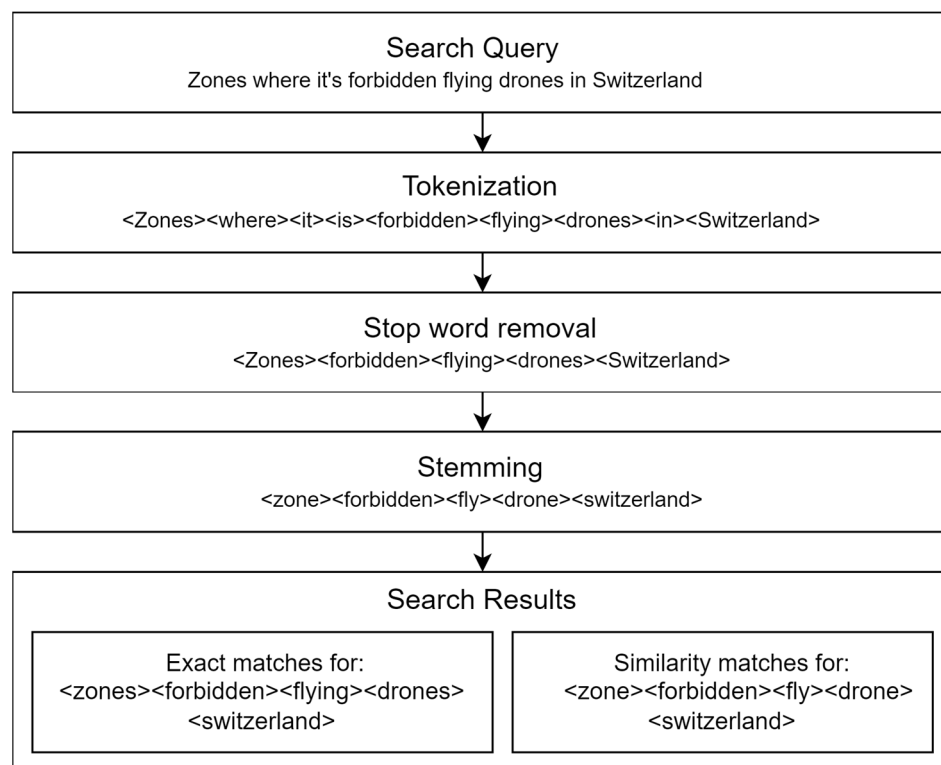 Search Query
Zones where it's forbidden flying drones in Switzerland
Tokenization
<Zones><where><it><is><forbidden><flying><drones><in><Switzerland>
Stop word removal
<Zones><forbidden><flying><drones><Switzerland>
Stemming
<zone><forbidden><fly><drone><switzerland>
Search Results
Exact matches for:
<zones><forbidden><flying><drones>
<switzerland>
Similarity matches for:
<zone><forbidden><fly><drone>
<switzerland>